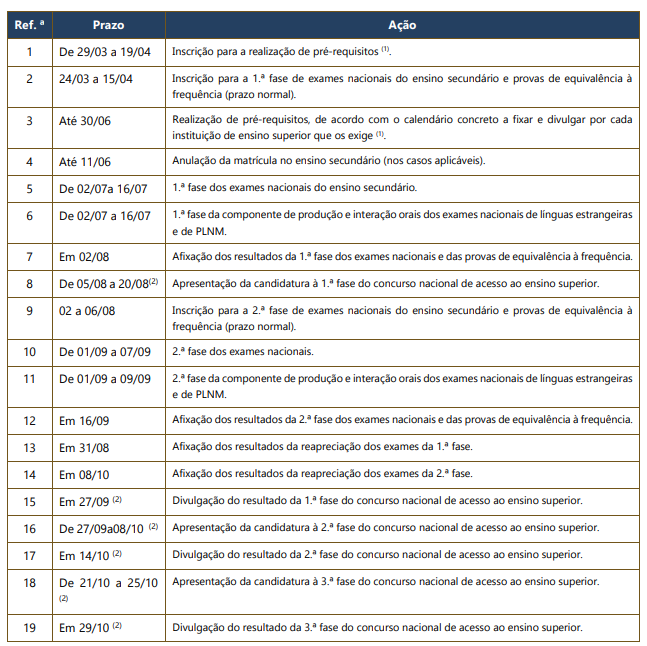 Ref. ª Prazo Ação
1 De 29/03 a 19/04 Inscrição para a realização de pré-requisitos (1).
2 24/03 a 15/04 Inscrição para a 1.ª fase de exames nacionais do ensino secundário e provas de equivalência à
frequência (prazo normal).
3 Até 30/06 Realização de pré-requisitos, de acordo com o calendário concreto a fixar e divulgar por cada
instituição de ensino superior que os exige (1).
4 Até 11/06 Anulação da matrícula no ensino secundário (nos casos aplicáveis).
5 De 02/07a 16/07 1.ª fase dos exames nacionais do ensino secundário.
6 De 02/07 a 16/07 1.ª fase da componente de produção e interação orais dos exames nacionais de línguas estrangeiras
e de PLNM.
7 Em 02/08 Afixação dos resultados da 1.ª fase dos exames nacionais e das provas de equivalência à frequência.
8 De 05/08 a 20/08(2) Apresentação da candidatura à 1.ª fase do concurso nacional de acesso ao ensino superior.
9 02 a 06/08 Inscrição para a 2.ª fase de exames nacionais do ensino secundário e provas de equivalência à
frequência (prazo normal).
10 De 01/09 a 07/09 2.ª fase dos exames nacionais.
11 De 01/09 a 09/09 2.ª fase da componente de produção e interação orais dos exames nacionais de línguas estrangeiras
e de PLNM.
12 Em 16/09 Afixação dos resultados da 2.ª fase dos exames nacionais e das provas de equivalência à frequência.
13 Em 31/08 Afixação dos resultados da reapreciação dos exames da 1.ª fase.
14 Em 08/10 Afixação dos resultados da reapreciação dos exames da 2.ª fase.
15 Em 27/09 (2) Divulgação do resultado da 1.ª fase do concurso nacional de acesso ao ensino superior.
16 De 27/09a08/10 (2) Apresentação da candidatura à 2.ª fase do concurso nacional de acesso ao ensino superior.
17 Em 14/10 (2) Divulgação do resultado da 2.ª fase do concurso nacional de acesso ao ensino superior.
18 De 21/10 a 25/10 Apresentação da candidatura à 3.ª fase do concurso nacional de acesso ao ensino superior.
(2)
19 Em 29/10 (2) Divulgação do resultado da 3.ª fase do concurso nacional de acesso ao ensino superior.